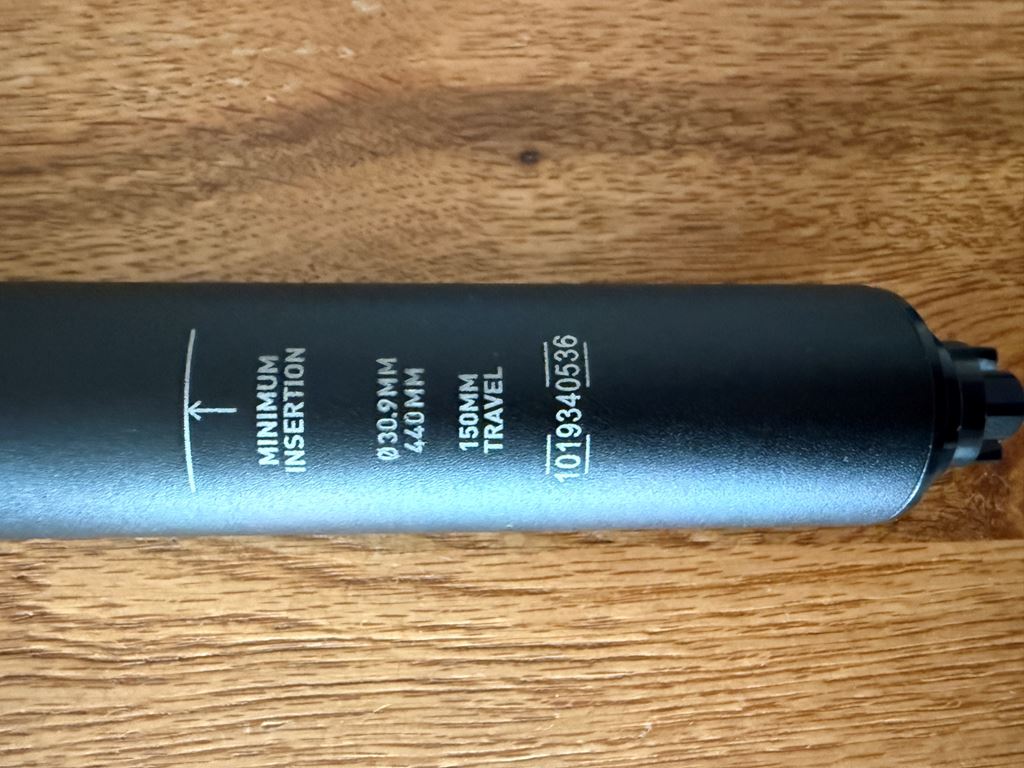 MINIMUM
INSERTION
Ø30.9MM
440MM
150MM
TRAVEL
1019340536